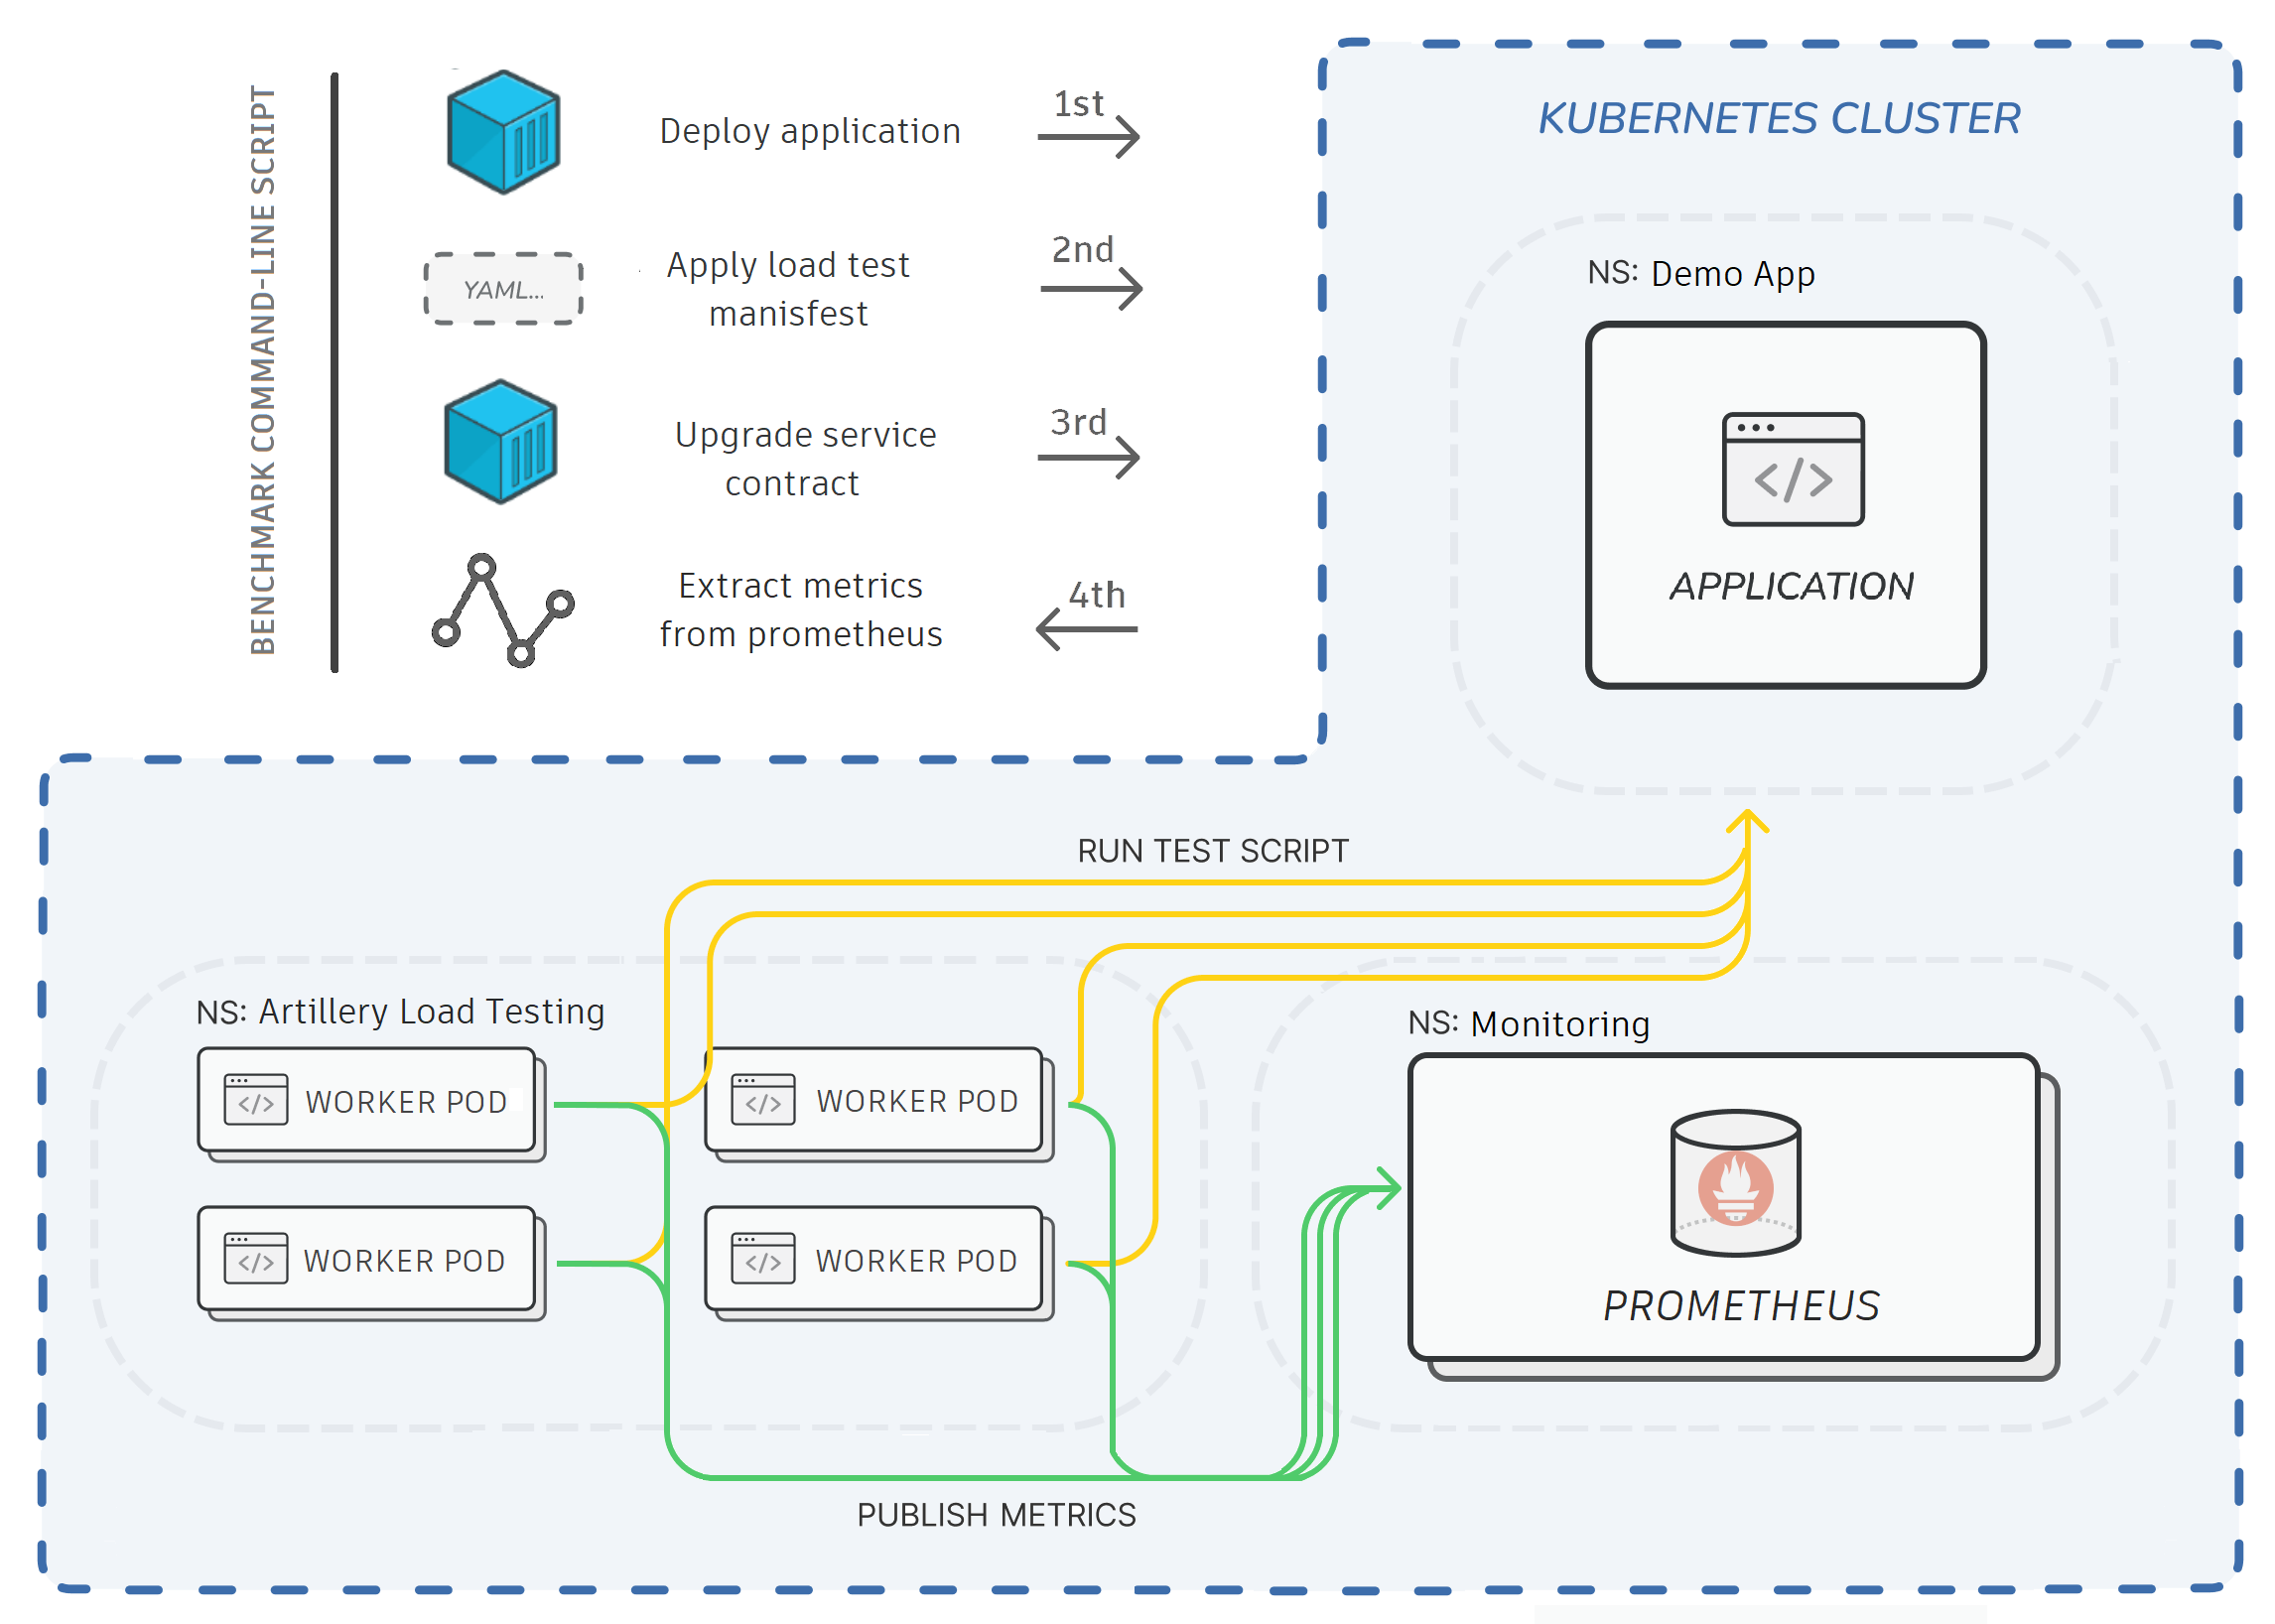 BENCHMARK COMMAND-LINE SCRIPT
Deploy application
1st
YAML...
Apply load test
manisfest
2nd
Upgrade service
contract
3rd
Extract metrics
from prometheus
4th
KUBERNETES CLUSTER
NS: Demo App
</>
APPLICATION
RUN TEST SCRIPT
NS: Artillery Load Testing
</> WORKER POD
</> WORKER POD
</> WORKER POD
</> WORKER POD
NS: Monitoring
PROMETHEUS
PUBLISH METRICS